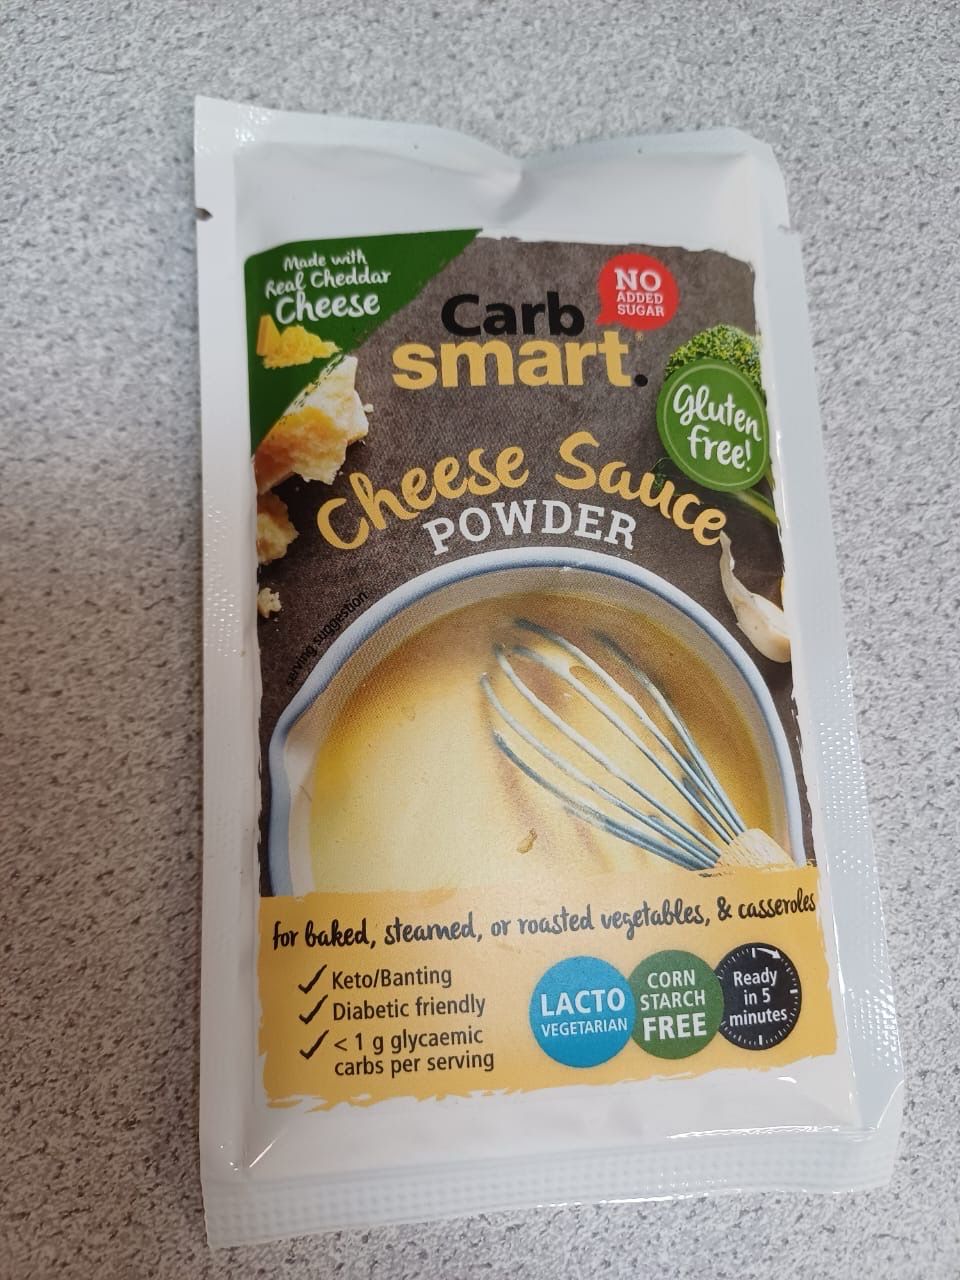 Made with
Real Cheddar
Cheese
NO
ADDED
SUGAR
Carb
smart.®
Gluten
free!
Cheese Sauce
POWDER
serving suggestion
for baked, steamed, or roasted vegetables, & casseroles
✓ Keto/Banting
✓ Diabetic friendly
✓ < 1 g glycaemic
carbs per serving
LACTO
VEGETARIAN
CORN
STARCH
FREE
Ready
in 5
minutes